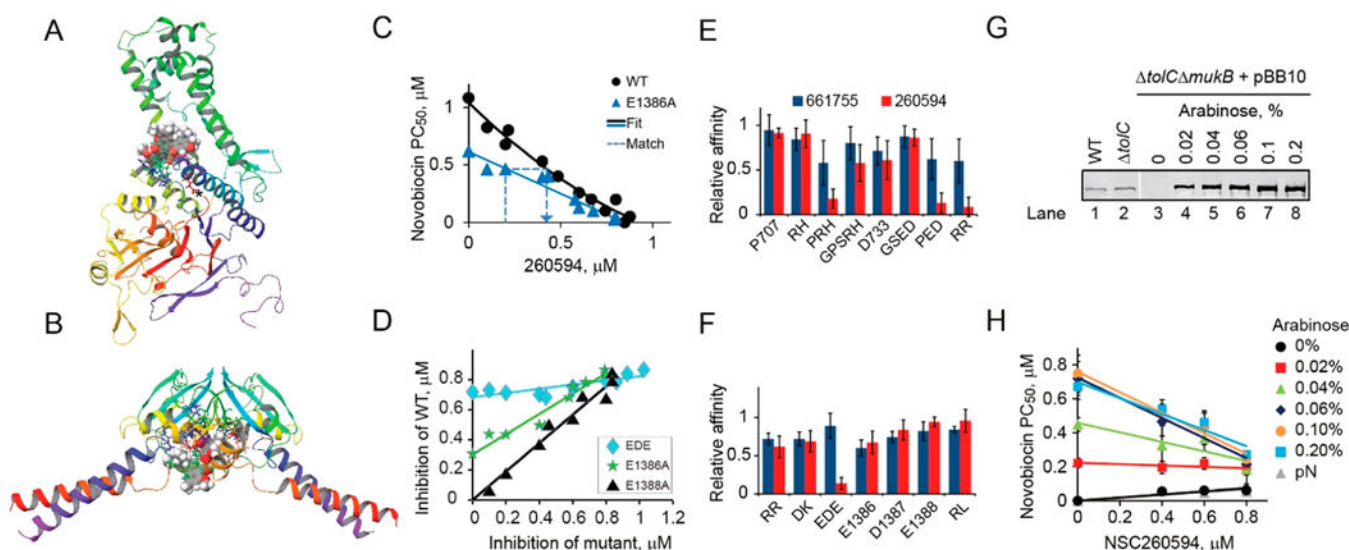 A
B
C
Novobiocin PC50, μM
1
0.5
0
0
0.5
1
260594, μM
WT
E1386A
Fit
Match
D
Inhibition of WT, μM
0.8
0.6
0.4
0.2
0
0
0.2
0.4
0.6
0.8
1
1.2
Inhibition of mutant, μM
EDE
E1386A
E1388A
E
661755
260594
Relative affinity
1
0.5
0
P707
RH
PRH
GPSRH
D733
GSED
PED
RR
F
Relative affinity
1
0.5
0
RR
DK
EDE
E1386
D1387
E1388
RL
G
ΔtolCΔmukB + pBB10
Arabinose, %
WT
ΔtolC
0
0.02
0.04
0.06
0.1
0.2
Lane 1 2 3 4 5 6 7 8
H
Novobiocin PC50, μM
0.8
0.6
0.4
0.2
0
0
0.2
0.4
0.6
0.8
NSC260594, μM
Arabinose
0%
0.02%
0.04%
0.06%
0.10%
0.20%
pN